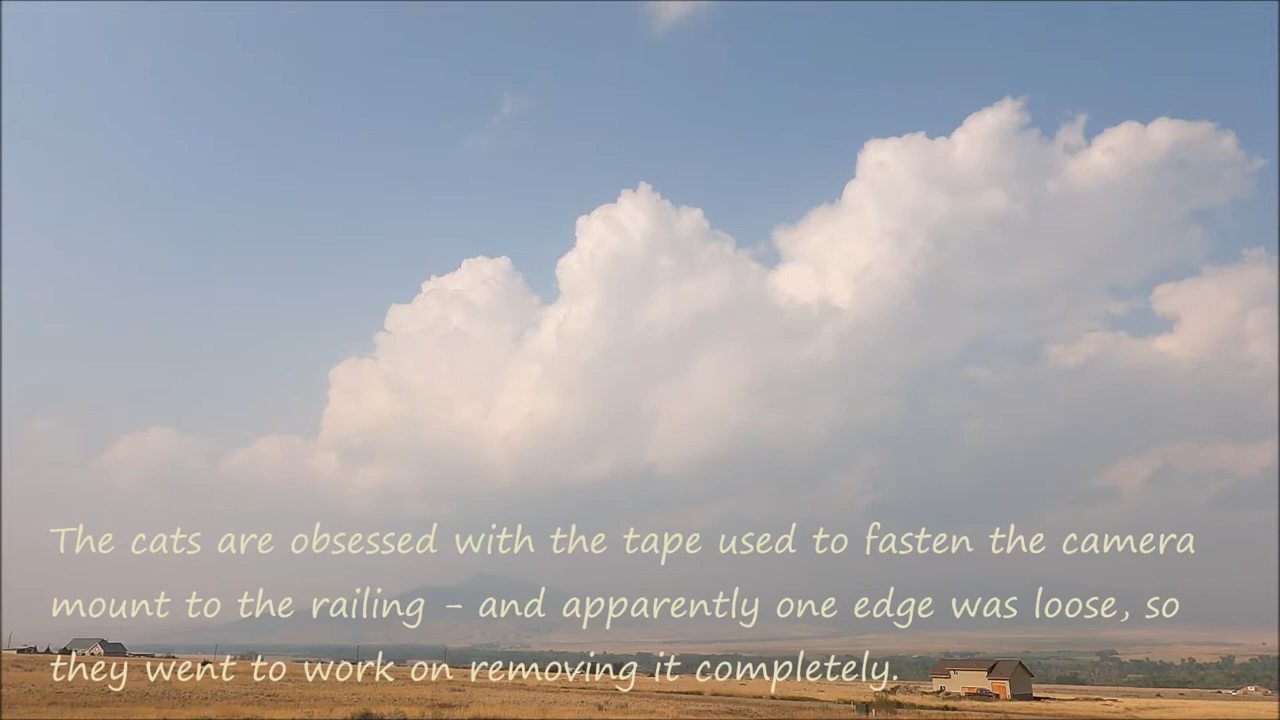 The cats are obsessed with the tape used to fasten the camera
mount to the railing - and apparently one edge was loose, so
they went to work on removing it completely.